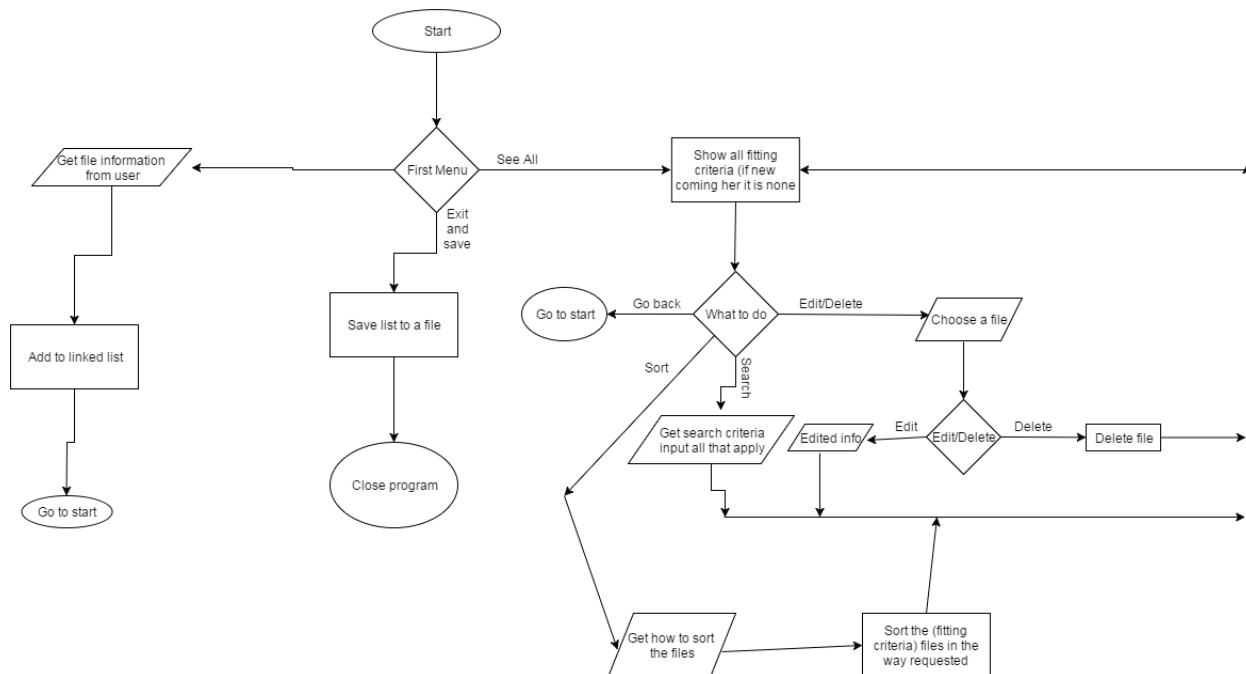 Start
Get file information
from user
First Menu
See All
Show all fitting
criteria (if new
coming her it is none
Exit
and
save
Go to start
Go back
What to do
Edit/Delete
Choose a file
Save list to a file
Add to linked list
Sort
Search
Get search criteria
input all that apply
Edited info
Edit
Edit/Delete
Delete
Delete file
Close program
Go to start
Get how to sort
the files
Sort the (fitting
criteria) files in the
way requested